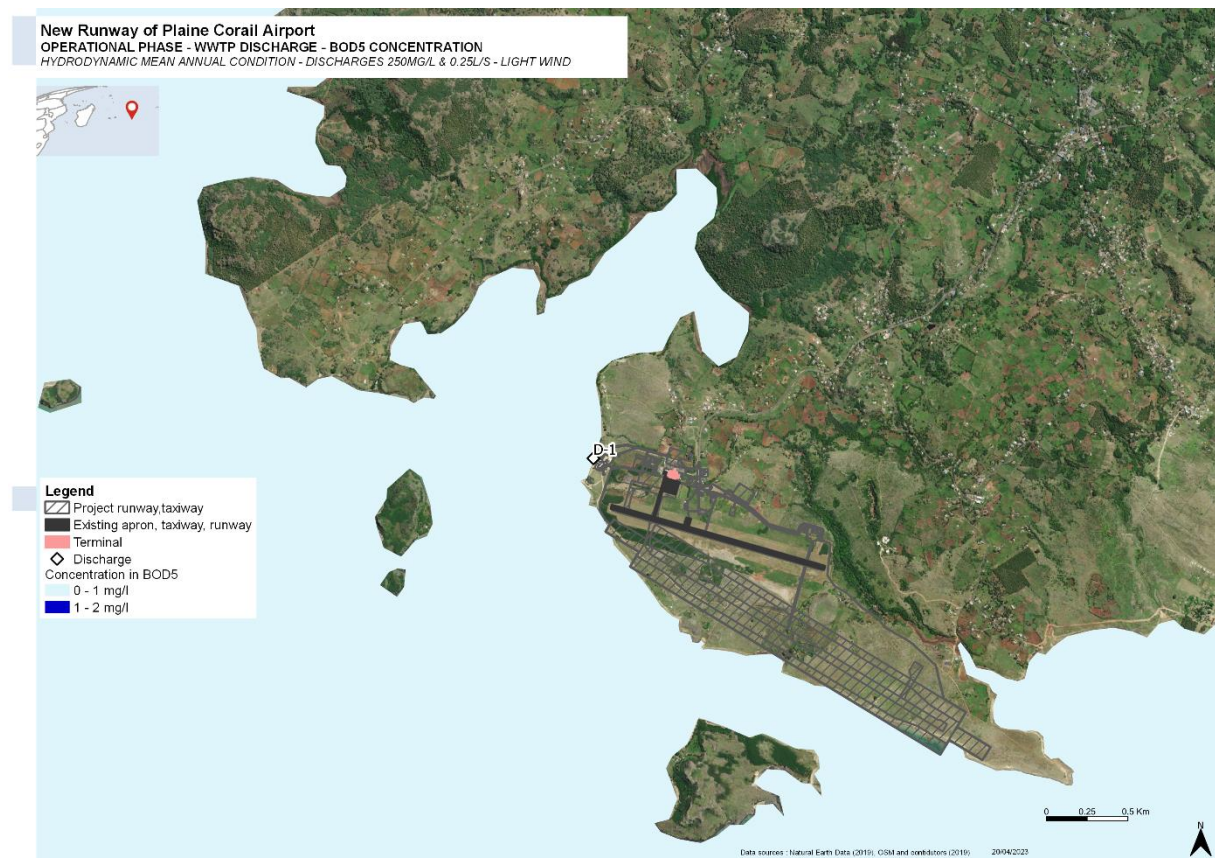 New Runway of Plaine Corail Airport
OPERATIONAL PHASE - WWTP DISCHARGE - BOD5 CONCENTRATION
HYDRODYNAMIC MEAN ANNUAL CONDITION - DISCHARGES 250MG/L & 0.25L/S - LIGHT WIND
D-1
Legend
Project runway,taxiway
Existing apron, taxiway, runway
Terminal
Discharge
Concentration in BOD5
0 - 1 mg/l
1 - 2 mg/l
0 0.25 0.5 Km
N
Data sources : Natural Earth Data (2019), OSM and contributors (2019) 20/04/2023